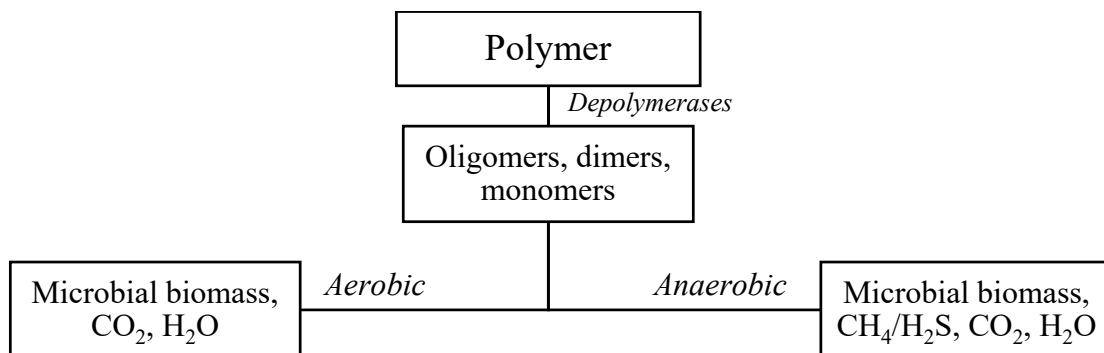 Polymer
Depolymerases
Oligomers, dimers,
monomers
Aerobic
Anaerobic
Microbial biomass,
CO₂, H₂O
Microbial biomass,
CH₄/H₂S, CO₂, H₂O